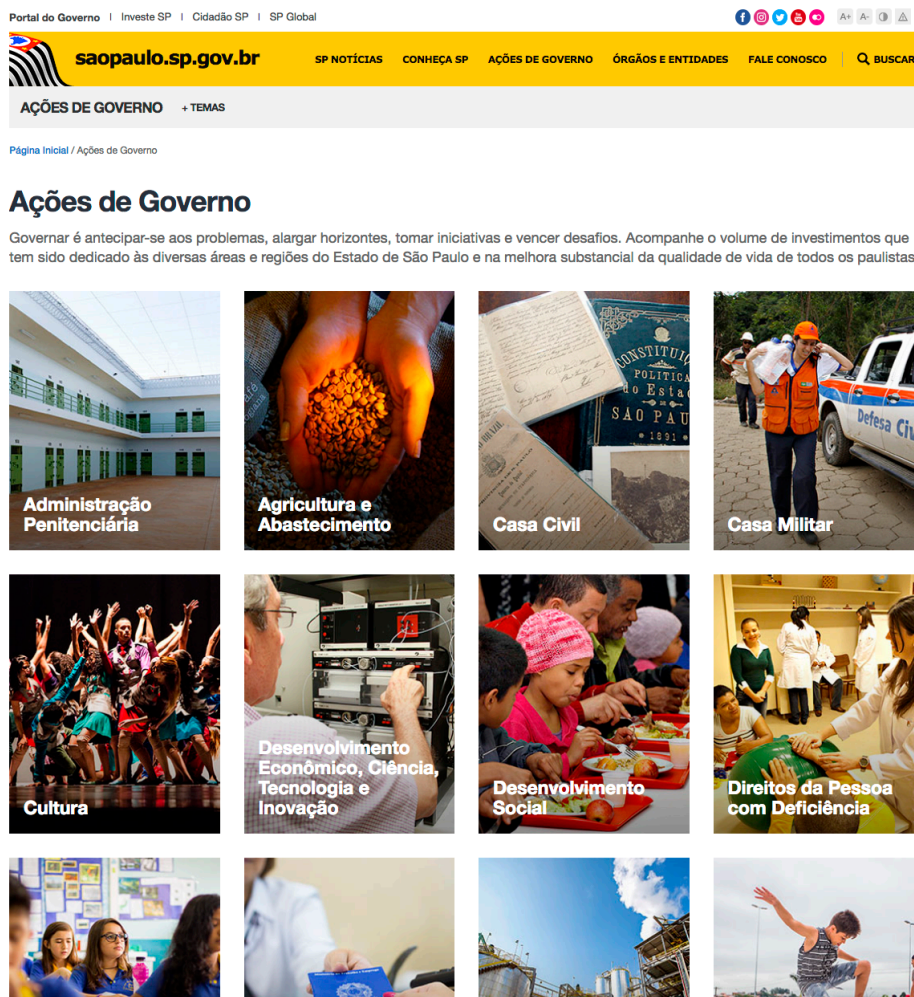 Portal do Governo | Investe SP | Cidadão SP | SP Global
A+ A-
saopaulo.sp.gov.br
SP NOTÍCIAS CONHEÇA SP AÇÕES DE GOVERNO ÓRGÃOS E ENTIDADES FALE CONOSCO BUSCAR
AÇÕES DE GOVERNO + TEMAS
Página Inicial / Ações de Governo
Ações de Governo
Governar é antecipar-se aos problemas, alargar horizontes, tomar iniciativas e vencer desafios. Acompanhe o volume de investimentos que
tem sido dedicado às diversas áreas e regiões do Estado de São Paulo e na melhora substancial da qualidade de vida de todos os paulistas
CONSTITUIÇ
POLITICA
do Esta
DE
SÃO PAU
1891
Defesa Civ
Administração
Penitenciária
Agricultura e
Abastecimento
Casa Civil
Casa Militar
Cultura
Desenvolvimento
Econômico, Ciência,
Tecnologia e
Inovação
Desenvolvimento
Social
Direitos da Pessoa
com Deficiência